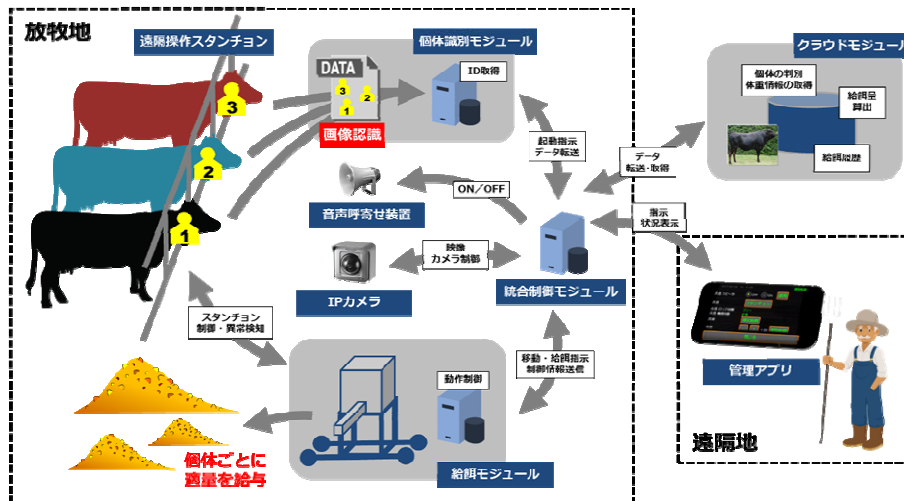 放牧地
遠隔操作スタンチョン
個体識別モジュール
クラウドモジュール
DATA
3
2
1
ID取得
画像認識
3
2
1
個体の判別
体重情報の取得
給餌量
算出
給餌履歴
起動指示
データ転送
データ
転送・取得
ON/OFF
音声呼寄せ装置
指示
状況表示
映像
カメラ制御
IPカメラ
統合制御モジュール
スタンチョン
制御・異常検知
移動・給餌指示
制御情報送信
動作制御
管理アプリ
個体ごとに
適量を給与
給餌モジュール
遠隔地